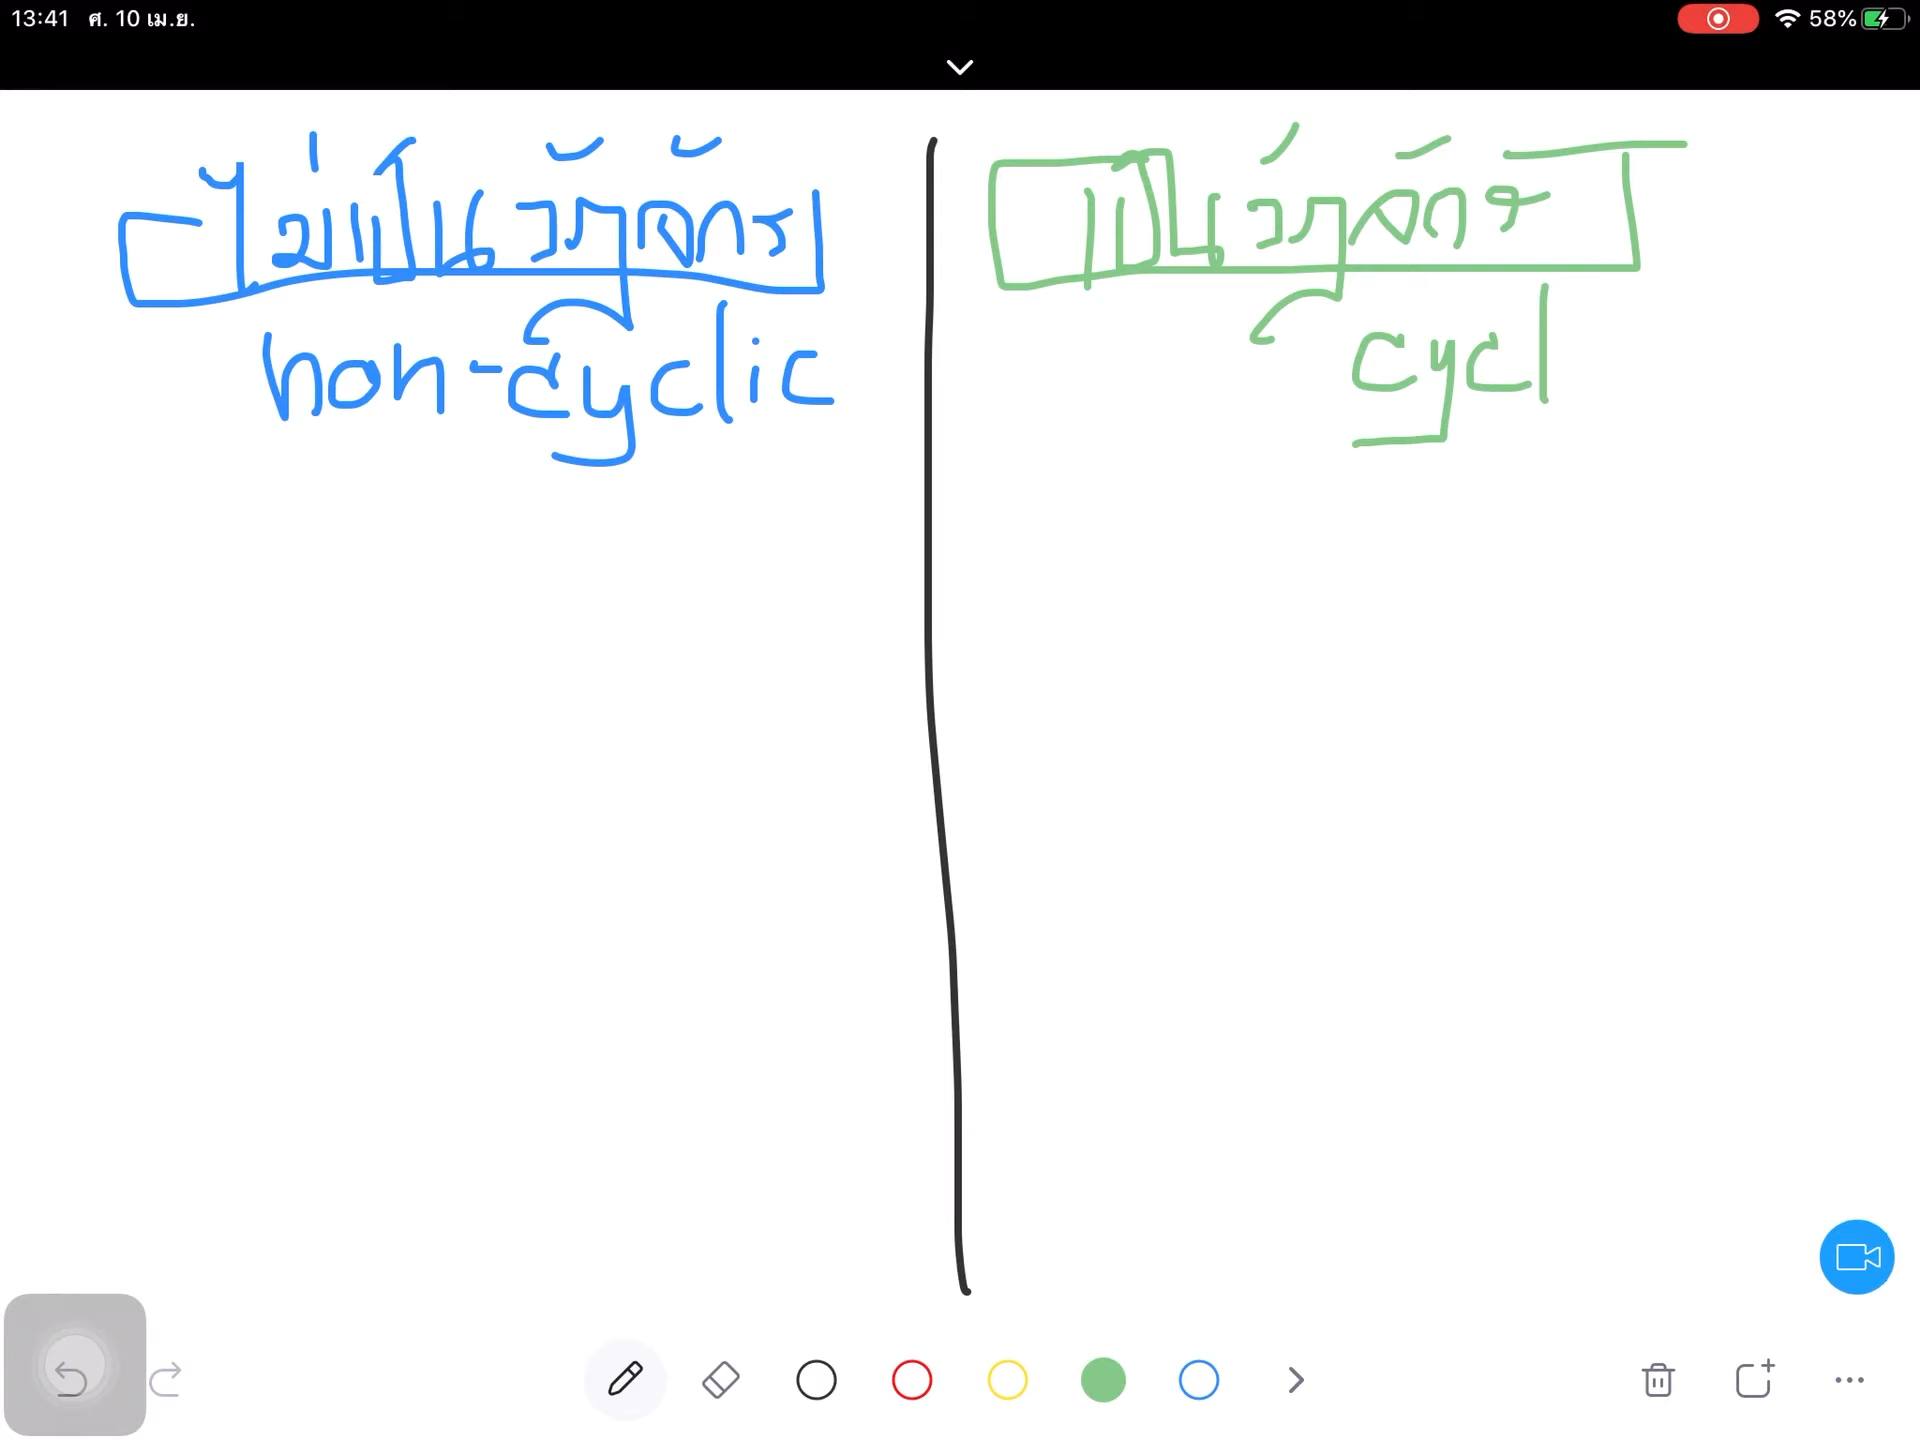 13:41 ศ. 10 เม.ย.
58%
ไม่เป็นวัฏจักร
non-cyclic
เป็นวัฏจักร
cycl